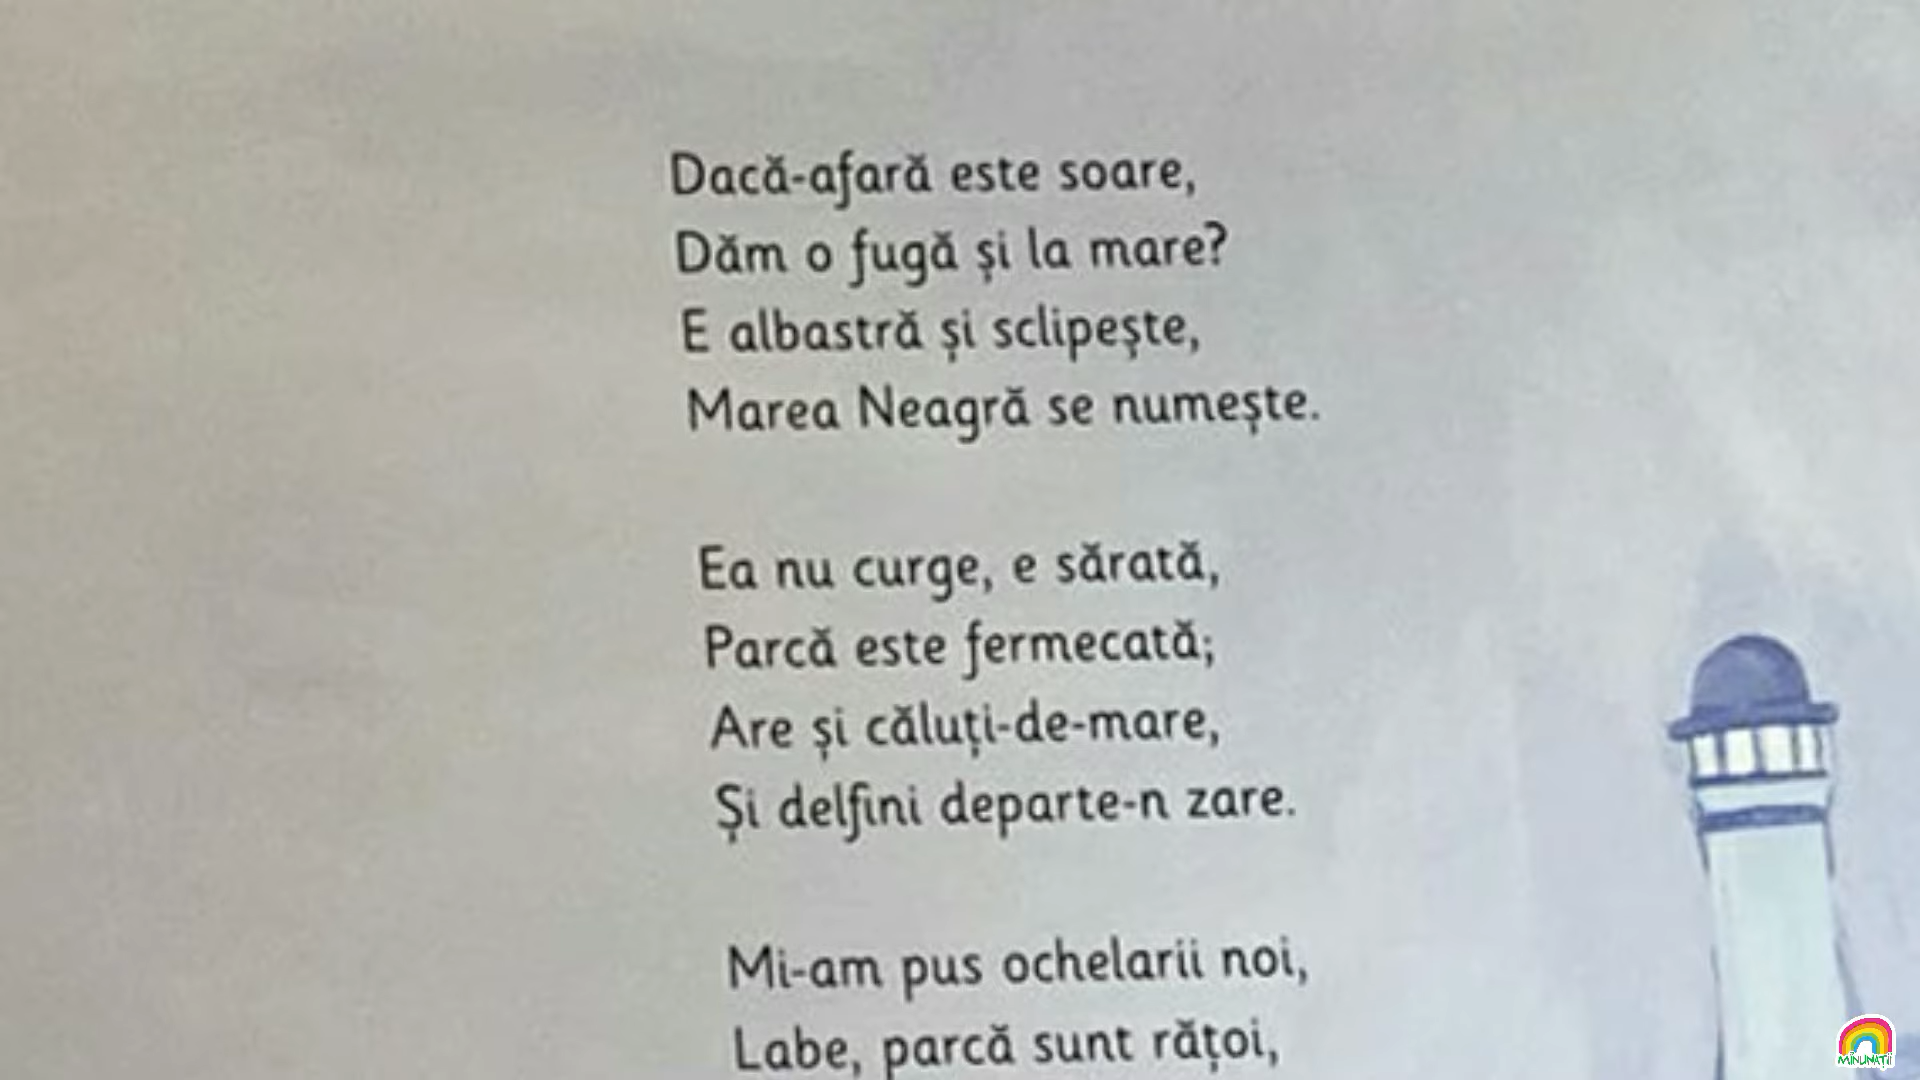 Dacă-afară este soare,
Dăm o fugă și la mare?
E albastră și sclipește,
Marea Neagră se numește.
Ea nu curge, e sărată,
Parcă este fermecată;
Are și căluți-de-mare,
Și delfini departe-n zare.
Mi-am pus ochelarii noi,
Labe, parcă sunt rățoi,
MINUNAȚII